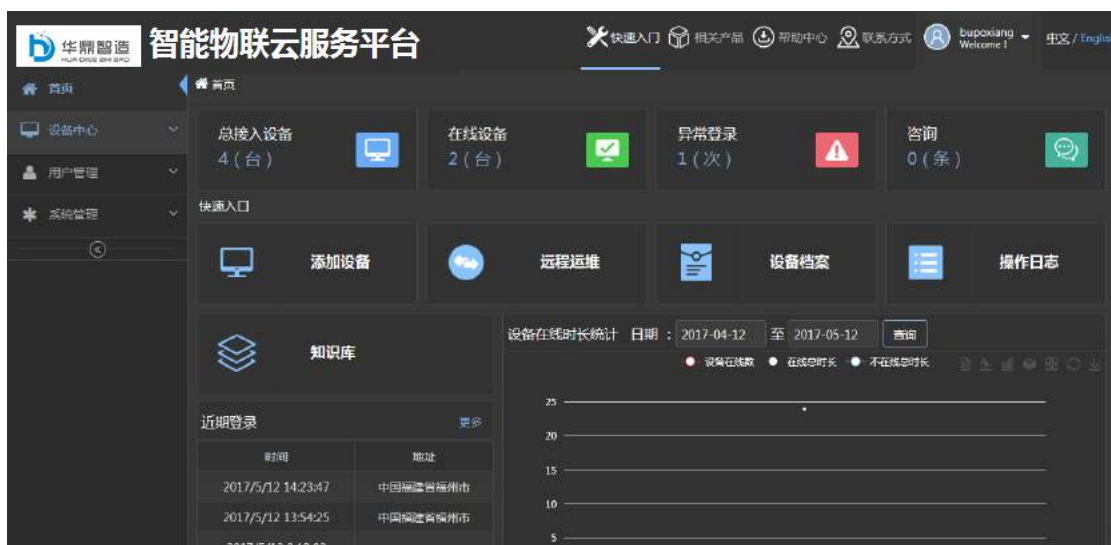 华鼎智造
HUA DING ZHI ZAO
智能物联云服务平台
快速入门 相关产品 帮助中心 联系方式
bupoxiang
Welcome !
中文 / Englis
首页
设备中心
用户管理
系统管理
首页
总接入设备
4 ( 台 )
在线设备
2 ( 台 )
异常登录
1 ( 次 )
咨询
0 ( 条 )
快速入口
添加设备
远程运维
设备档案
操作日志
知识库
近期登录 更多
时间 地址
2017/5/12 14:23:47 中国福建省福州市
2017/5/12 13:54:25 中国福建省福州市
设备在线时长统计 日期 : 2017-04-12 至 2017-05-12 查询
设备在线数 在线总时长 不在线总时长
25
20
15
10
5